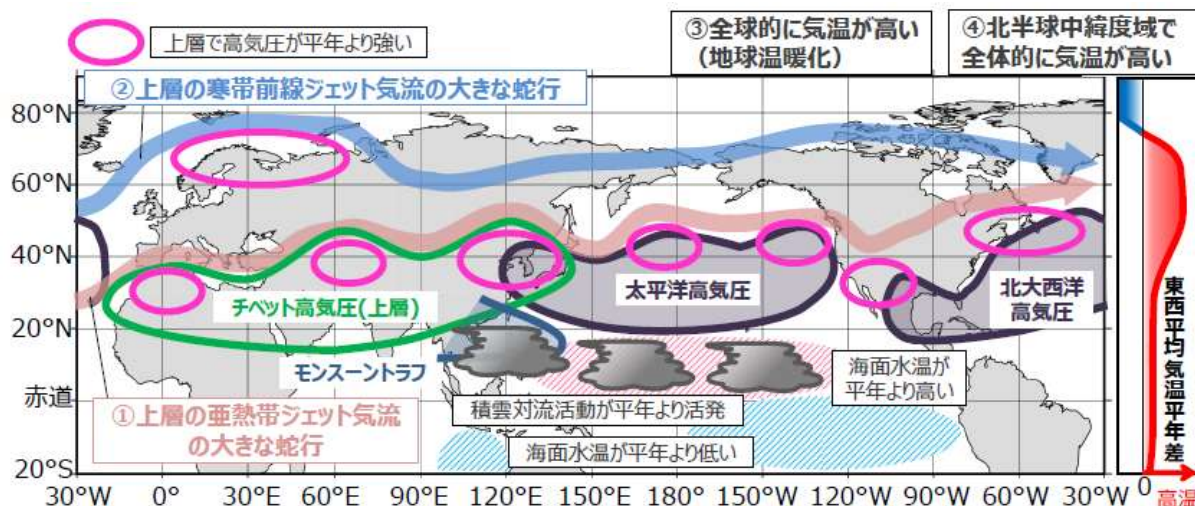 上層で高気圧が平年より強い
③全球的に気温が高い
(地球温暖化)
④北半球中緯度域で
全体的に気温が高い
②上層の寒帯前線ジェット気流の大きな蛇行
80°N
60°N
40°N
20°N
赤道
20°S
チベット高気圧(上層)
太平洋高気圧
北大西洋
高気圧
モンスーントラフ
海面水温が
平年より高い
積雲対流活動が平年より活発
①上層の亜熱帯ジェット気流
の大きな蛇行
海面水温が平年より低い
東西平均気温平年差
30°W 0° 30°E 60°E 90°E 120°E 150°E 180° 150°W 120°W 90°W 60°W 30°W
0
高温